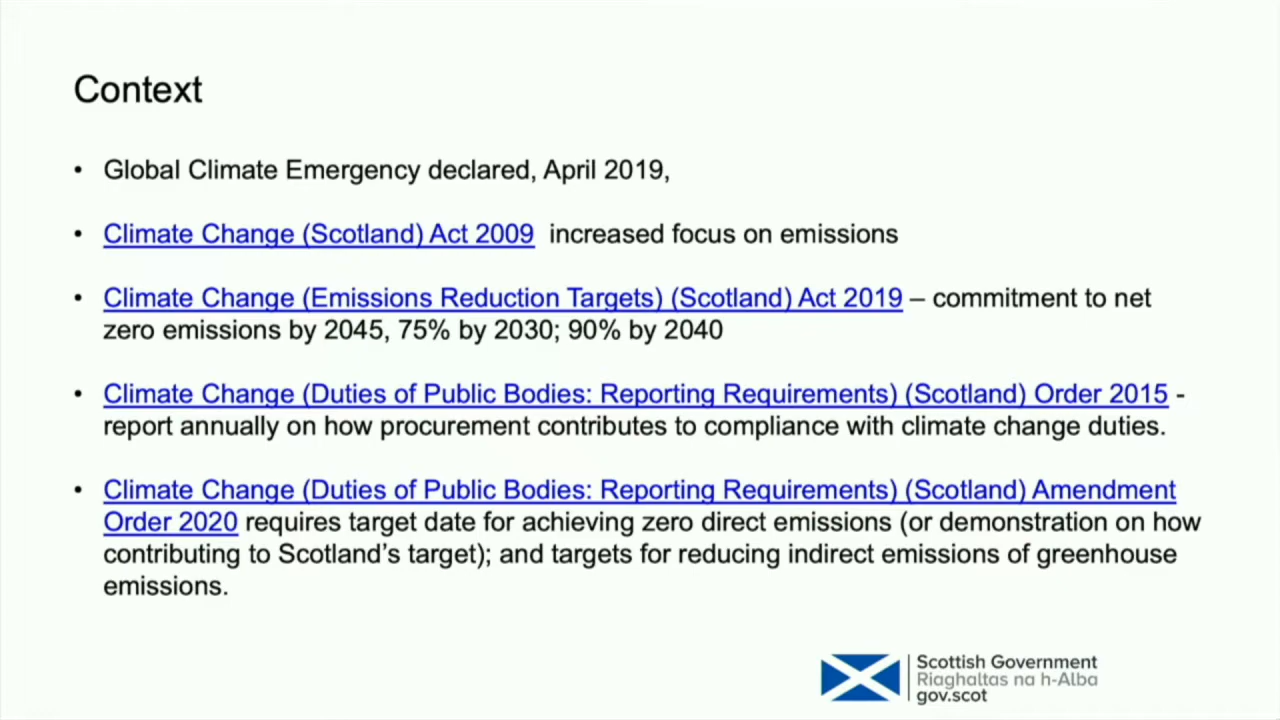 Context
• Global Climate Emergency declared, April 2019,
• Climate Change (Scotland) Act 2009 increased focus on emissions
• Climate Change (Emissions Reduction Targets) (Scotland) Act 2019 – commitment to net
zero emissions by 2045, 75% by 2030; 90% by 2040
• Climate Change (Duties of Public Bodies: Reporting Requirements) (Scotland) Order 2015 -
report annually on how procurement contributes to compliance with climate change duties.
• Climate Change (Duties of Public Bodies: Reporting Requirements) (Scotland) Amendment
Order 2020 requires target date for achieving zero direct emissions (or demonstration on how
contributing to Scotland’s target); and targets for reducing indirect emissions of greenhouse
emissions.
Scottish Government
Riaghaltas na h-Alba
gov.scot